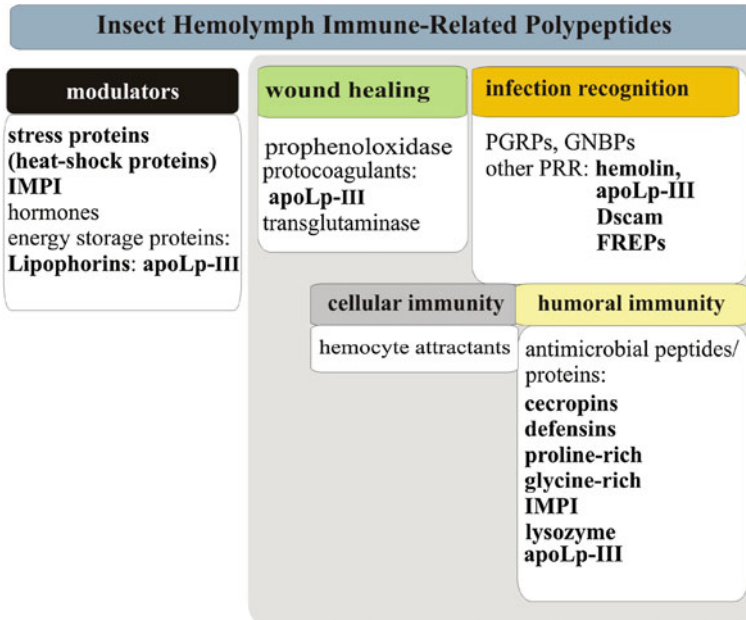 Insect Hemolymph Immune-Related Polypeptides
modulators
stress proteins
(heat-shock proteins)
IMPI
hormones
energy storage proteins:
Lipophorins: apoLp-III
wound healing
prophenoloxidase
protocoagulants:
apoLp-III
transglutaminase
infection recognition
PGRPs, GNBPs
other PRR: hemolin,
apoLp-III
Dscam
FREPs
cellular immunity
hemocyte attractants
humoral immunity
antimicrobial peptides/
proteins:
cecropins
defensins
proline-rich
glycine-rich
IMPI
lysozyme
apoLp-III